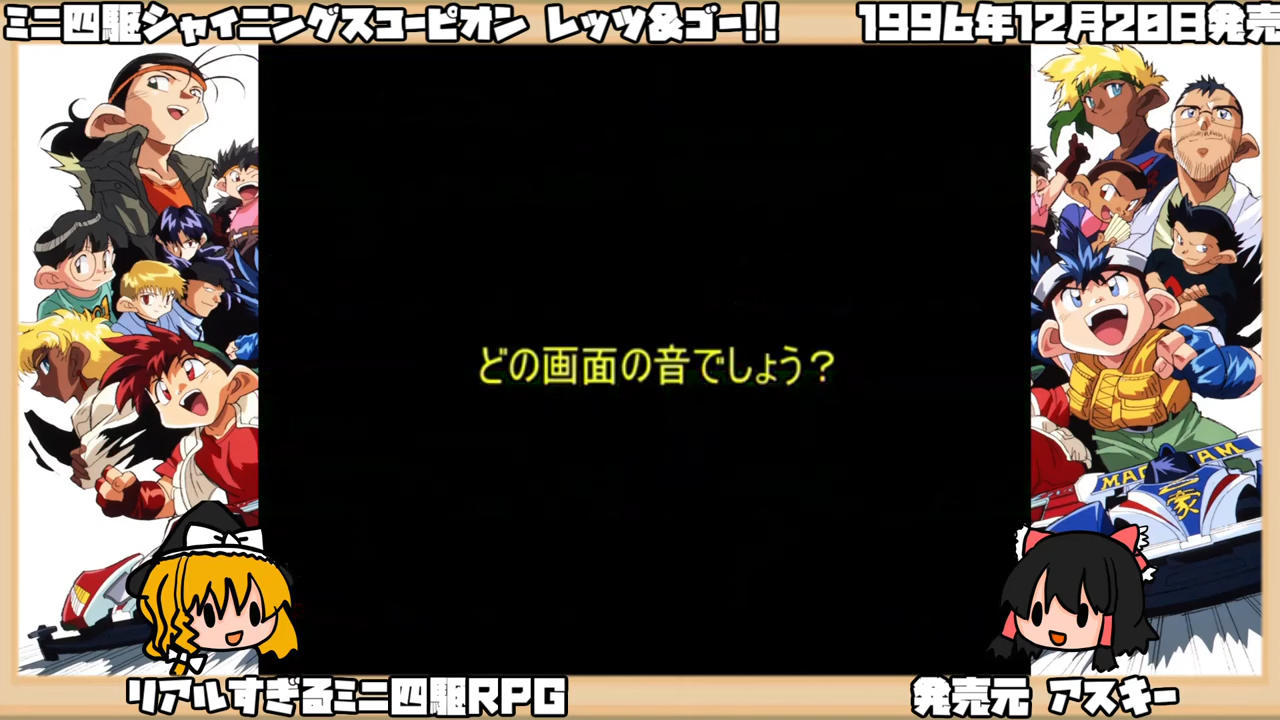 ミニ四駆シャイニングスコーピオン レッツ&ゴー!!
1996年12月20日発売
どの画面の音でしょう？
MAGNUM
豪
リアルすぎるミニ四駆RPG
発売元 アスキー